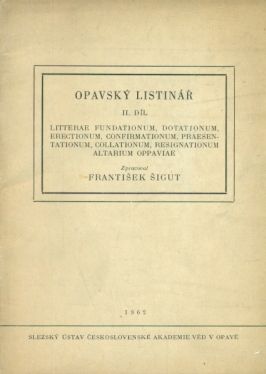 OPAVSKÝ LISTINÁŘ
II. DÍL
LITTERAE FUNDATIONUM, DOTATIONUM,
ERECTIONUM, CONFIRMATIONUM, PRAESEN-
TATIONUM, COLLATIONUM, RESIGNATIONUM
ALTARIUM OPPAVIAE
Zpracoval
FRANTIŠEK ŠIGUT
1962
SLEZSKÝ ÚSTAV ČESKOSLOVENSKÉ AKADEMIE VĚD V OPAVĚ